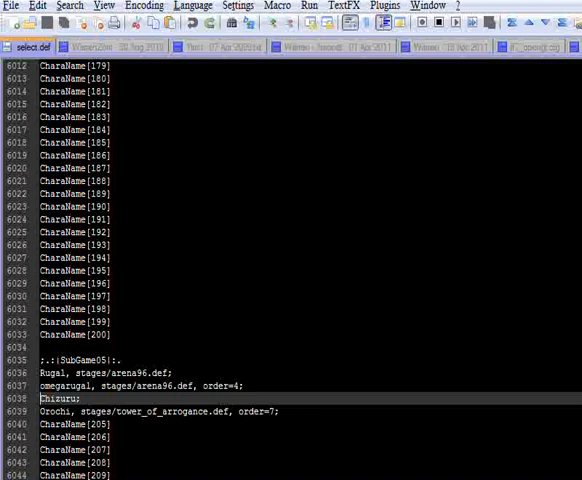 File Edit Search View Encoding Language Settings Macro Run TextFX Plugins Window ?
select.def
6012 CharaName[179]
6013 CharaName[180]
6014 CharaName[181]
6015 CharaName[182]
6016 CharaName[183]
6017 CharaName[184]
6018 CharaName[185]
6019 CharaName[186]
6020 CharaName[187]
6021 CharaName[188]
6022 CharaName[189]
6023 CharaName[190]
6024 CharaName[191]
6025 CharaName[192]
6026 CharaName[193]
6027 CharaName[194]
6028 CharaName[195]
6029 CharaName[196]
6030 CharaName[197]
6031 CharaName[198]
6032 CharaName[199]
6033 CharaName[200]
6034
6035 ;.:|SubGame05|:.
6036 Rugal, stages/arena96.def;
6037 omegarugal, stages/arena96.def, order=4;
6038 Chizuru;
6039 Orochi, stages/tower_of_arrogance.def, order=7;
6040 CharaName[205]
6041 CharaName[206]
6042 CharaName[207]
6043 CharaName[208]
6044 CharaName[209]